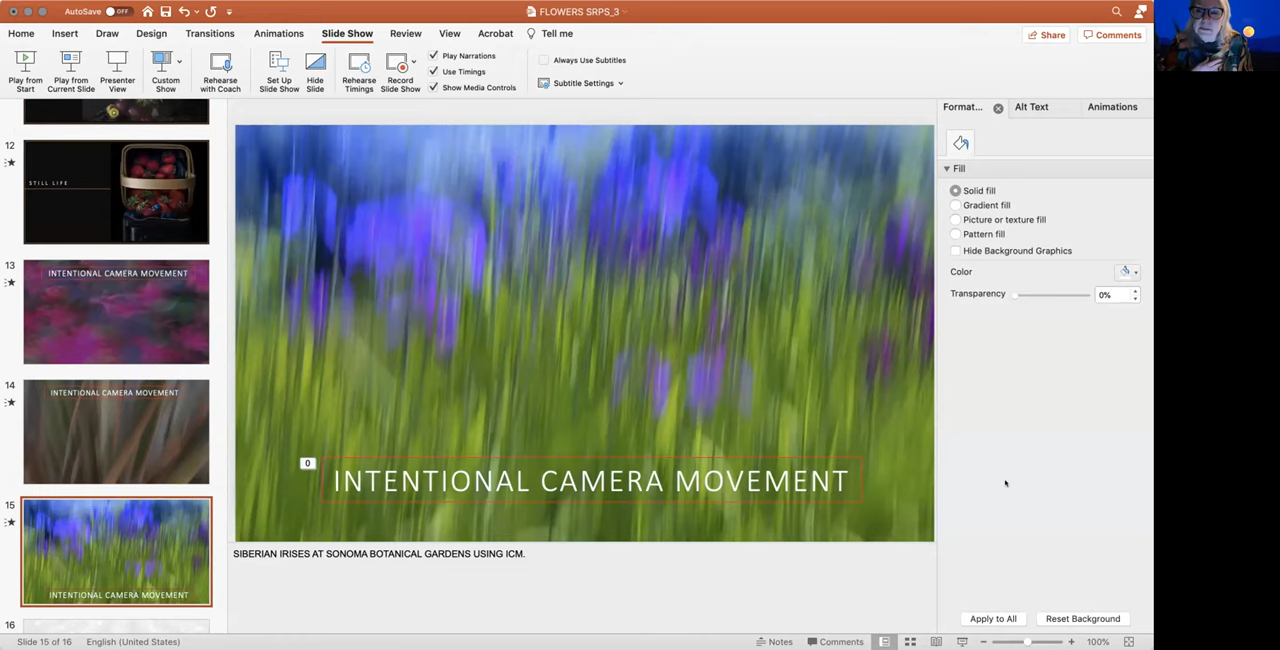 AutoSave OFF
FLOWERS SRPS_3
Home Insert Draw Design Transitions Animations Slide Show Review View Acrobat Tell me
Share Comments
Play from Start
Play from Current Slide
Presenter View
Custom Show
Rehearse with Coach
Set Up Slide Show
Hide Slide
Rehearse Timings
Record Slide Show
Play Narrations
Use Timings
Show Media Controls
Always Use Subtitles
Subtitle Settings
12
STILL LIFE
13
INTENTIONAL CAMERA MOVEMENT
14
INTENTIONAL CAMERA MOVEMENT
15
INTENTIONAL CAMERA MOVEMENT
16
0
INTENTIONAL CAMERA MOVEMENT
SIBERIAN IRISES AT SONOMA BOTANICAL GARDENS USING ICM.
Format... Alt Text Animations
Fill
Solid fill
Gradient fill
Picture or texture fill
Pattern fill
Hide Background Graphics
Color
Transparency 0%
Apply to All Reset Background
Slide 15 of 16 English (United States) Notes Comments 100%